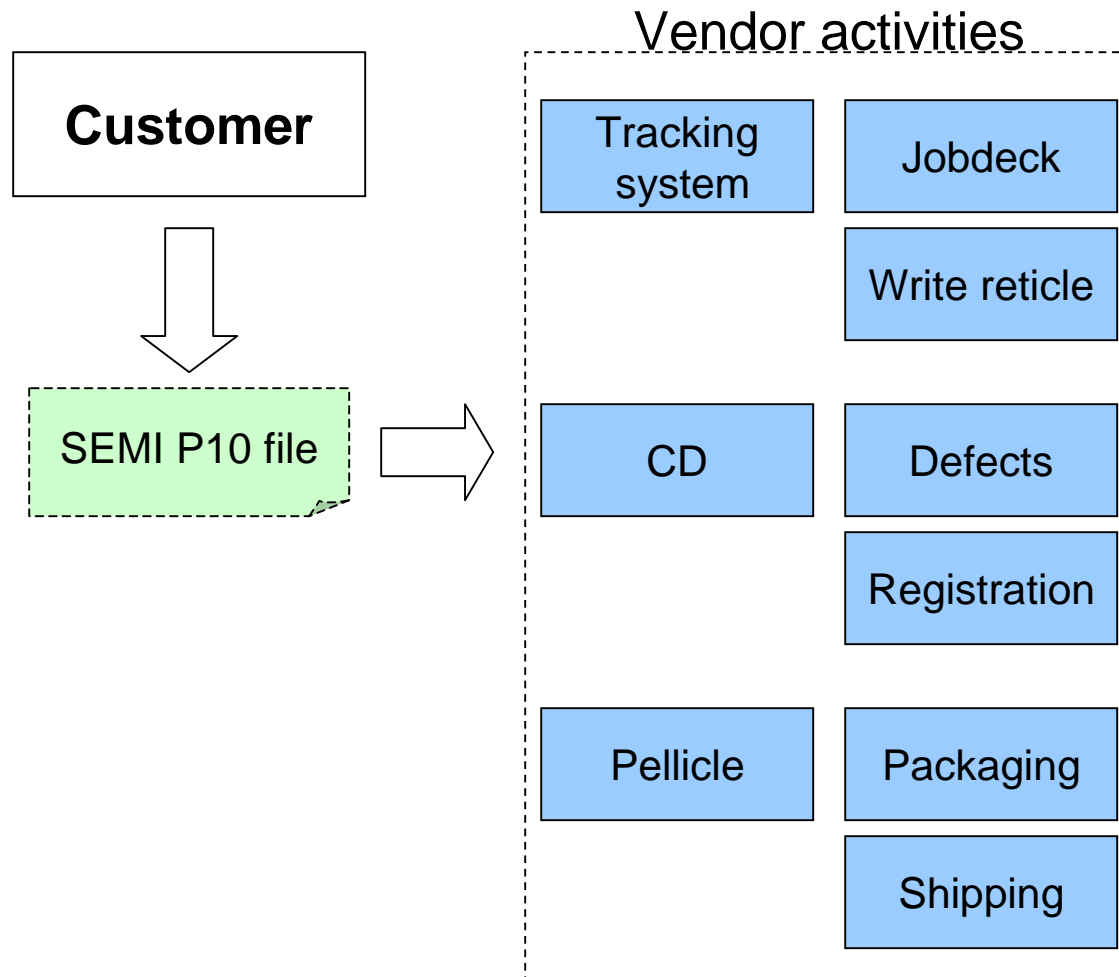 Vendor activities
Customer
Tracking
system
Jobdeck
Write reticle
SEMI P10 file
CD
Defects
Registration
Pellicle
Packaging
Shipping